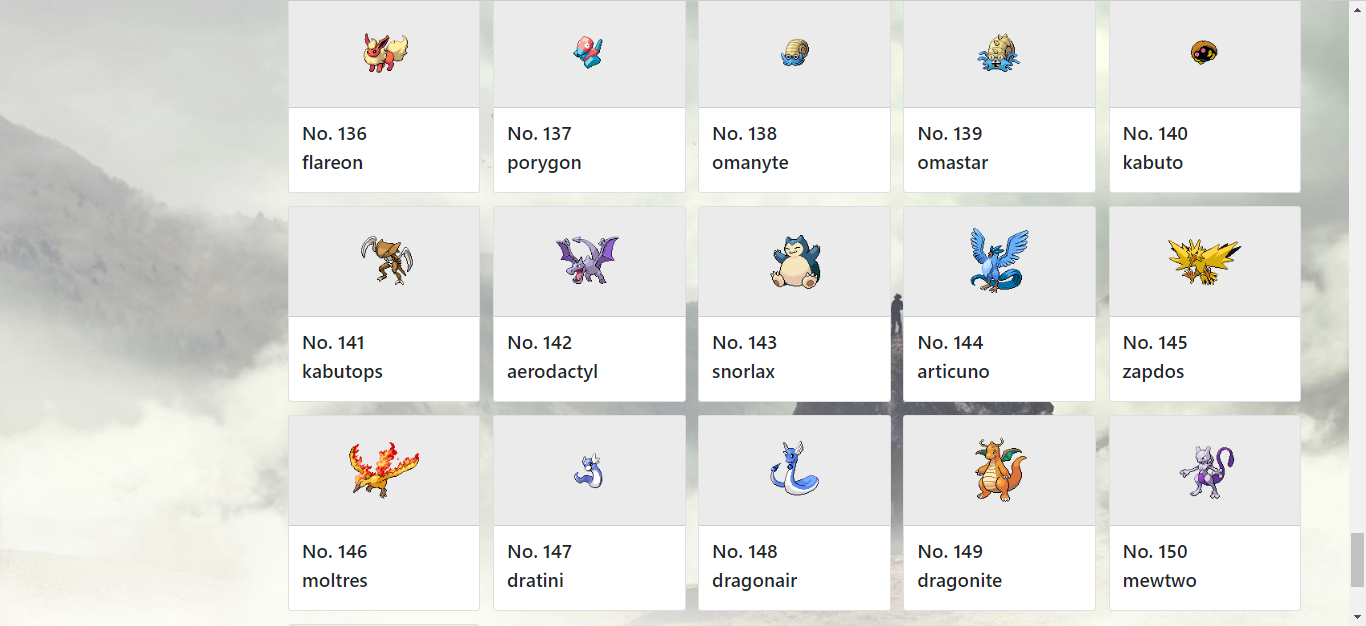 No. 136
flareon
No. 137
porygon
No. 138
omanyte
No. 139
omastar
No. 140
kabuto
No. 141
kabutops
No. 142
aerodactyl
No. 143
snorlax
No. 144
articuno
No. 145
zapdos
No. 146
moltres
No. 147
dratini
No. 148
dragonair
No. 149
dragonite
No. 150
mewtwo